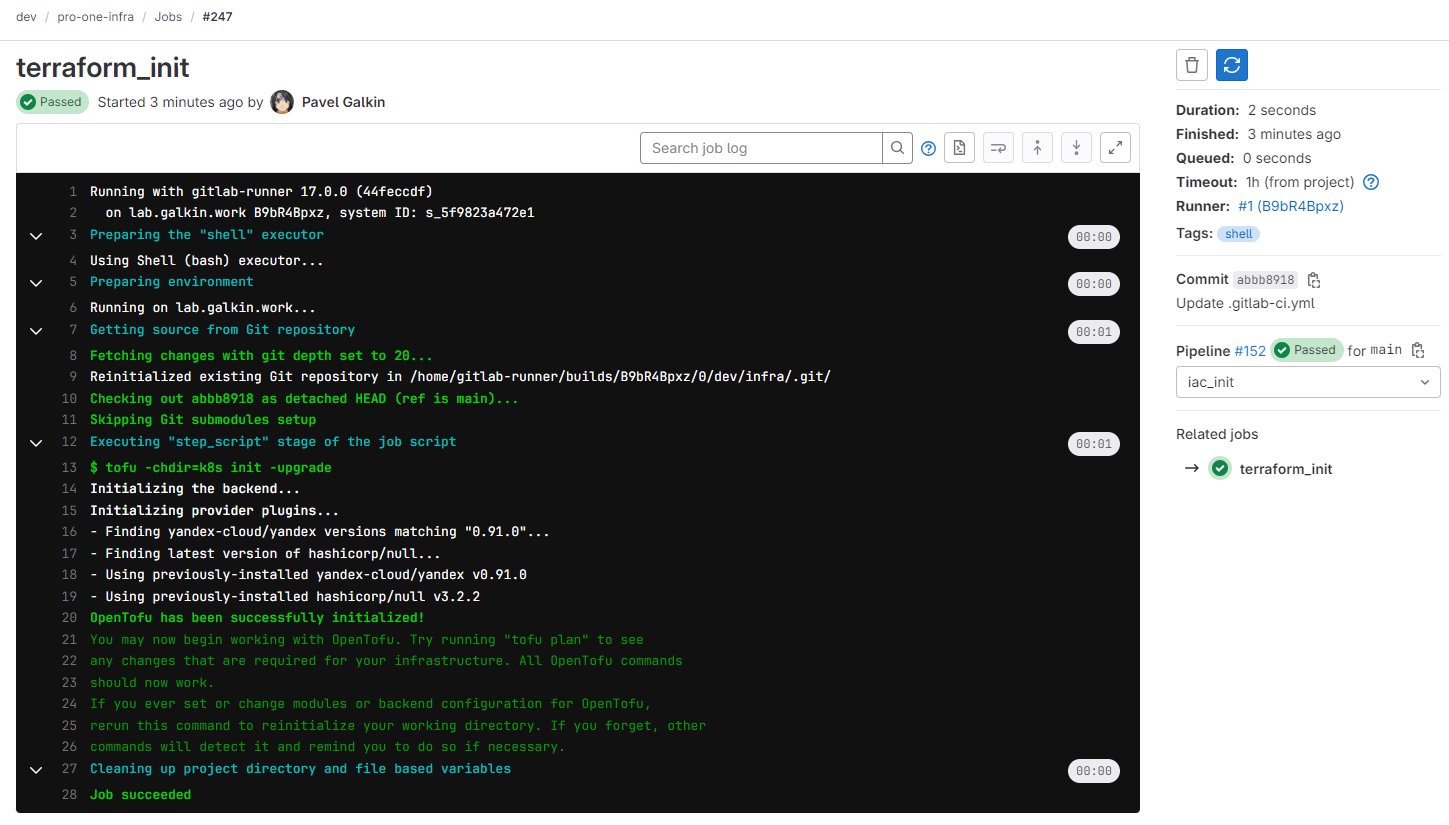 dev / pro-one-infra / Jobs / #247
terraform_init
Passed Started 3 minutes ago by Pavel Galkin
Search job log
1 Running with gitlab-runner 17.0.0 (44feccdf)
2 on lab.galkin.work B9bR4Bpxz, system ID: s_5f9823a472e1
3 Preparing the "shell" executor 00:00
4 Using Shell (bash) executor...
5 Preparing environment 00:00
6 Running on lab.galkin.work...
7 Getting source from Git repository 00:01
8 Fetching changes with git depth set to 20...
9 Reinitialized existing Git repository in /home/gitlab-runner/builds/B9bR4Bpxz/0/dev/infra/.git/
10 Checking out abbb8918 as detached HEAD (ref is main)...
11 Skipping Git submodules setup
12 Executing "step_script" stage of the job script 00:01
13 $ tofu -chdir=k8s init -upgrade
14 Initializing the backend...
15 Initializing provider plugins...
16 - Finding yandex-cloud/yandex versions matching "0.91.0"...
17 - Finding latest version of hashicorp/null...
18 - Using previously-installed yandex-cloud/yandex v0.91.0
19 - Using previously-installed hashicorp/null v3.2.2
20 OpenTofu has been successfully initialized!
21 You may now begin working with OpenTofu. Try running "tofu plan" to see
22 any changes that are required for your infrastructure. All OpenTofu commands
23 should now work.
24 If you ever set or change modules or backend configuration for OpenTofu,
25 rerun this command to reinitialize your working directory. If you forget, other
26 commands will detect it and remind you to do so if necessary.
27 Cleaning up project directory and file based variables 00:00
28 Job succeeded
Duration: 2 seconds
Finished: 3 minutes ago
Queued: 0 seconds
Timeout: 1h (from project)
Runner: #1 (B9bR4Bpxz)
Tags: shell
Commit abbb8918
Update .gitlab-ci.yml
Pipeline #152 Passed for main
iac_init
Related jobs
terraform_init